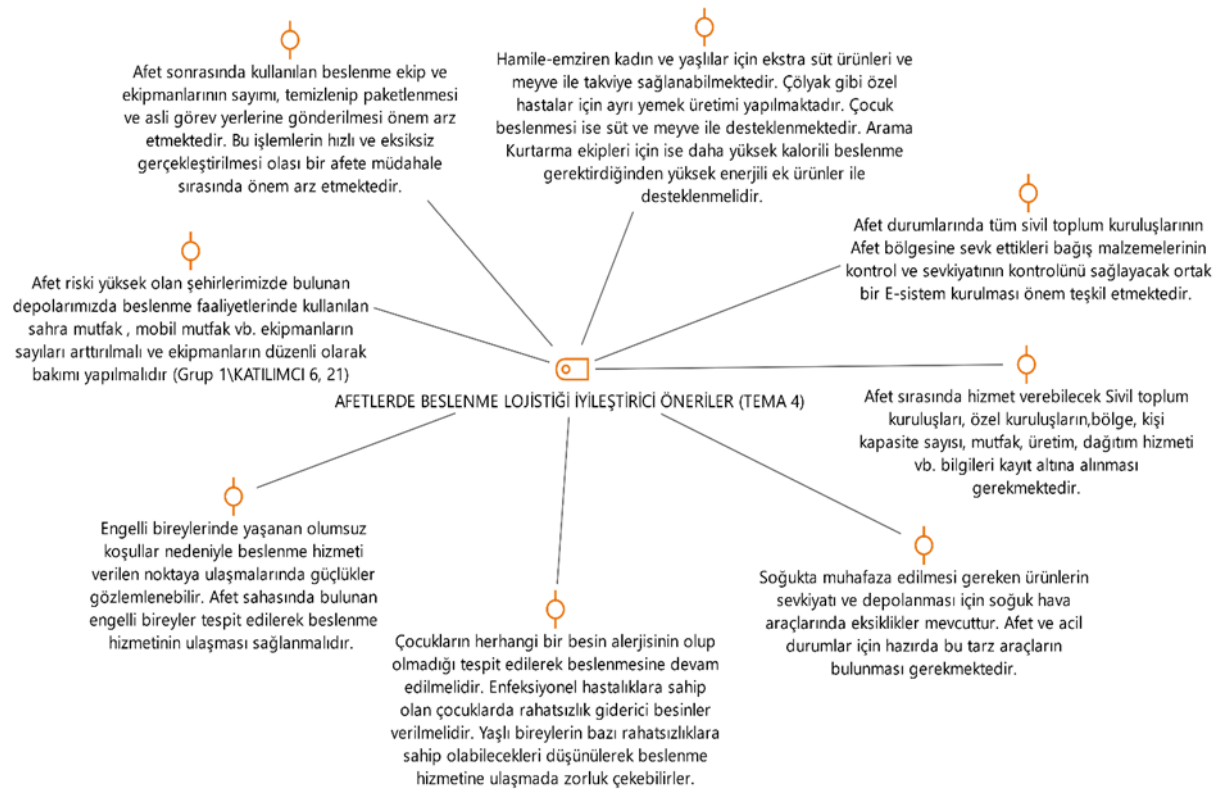 Afet sonrasında kullanılan beslenme ekip ve
ekipmanlarının sayımı, temizlenip paketlenmesi
ve asli görev yerlerine gönderilmesi önem arz
etmektedir. Bu işlemlerin hızlı ve eksiksiz
gerçekleştirilmesi olası bir afete müdahale
sırasında önem arz etmektedir.
Hamile-emziren kadın ve yaşlılar için ekstra süt ürünleri ve
meyve ile takviye sağlanabilmektedir. Çölyak gibi özel
hastalar için ayrı yemek üretimi yapılmaktadır. Çocuk
beslenmesi ise süt ve meyve ile desteklenmektedir. Arama
Kurtarma ekipleri için ise daha yüksek kalorili beslenme
gerektirdiğinden yüksek enerjili ek ürünler ile
desteklenmelidir.
Afet durumlarında tüm sivil toplum kuruluşlarının
Afet bölgesine sevk ettikleri bağış malzemelerinin
kontrol ve sevkiyatının kontrolünü sağlayacak ortak
bir E-sistem kurulması önem teşkil etmektedir.
Afet riski yüksek olan şehirlerimizde bulunan
depolarımızda beslenme faaliyetlerinde kullanılan
sahra mutfak , mobil mutfak vb. ekipmanların
sayıları arttırılmalı ve ekipmanların düzenli olarak
bakımı yapılmalıdır (Grup 1\KATILIMCI 6, 21)
AFETLERDE BESLENME LOJİSTİĞİ İYİLEŞTİRİCİ ÖNERİLER (TEMA 4)
Afet sırasında hizmet verebilecek Sivil toplum
kuruluşları, özel kuruluşların,bölge, kişi
kapasite sayısı, mutfak, üretim, dağıtım hizmeti
vb. bilgileri kayıt altına alınması
gerekmektedir.
Engelli bireylerinde yaşanan olumsuz
koşullar nedeniyle beslenme hizmeti
verilen noktaya ulaşmalarında güçlükler
gözlemlenebilir. Afet sahasında bulunan
engelli bireyler tespit edilerek beslenme
hizmetinin ulaşması sağlanmalıdır.
Çocukların herhangi bir besin alerjisinin olup
olmadığı tespit edilerek beslenmesine devam
edilmelidir. Enfeksiyonel hastalıklara sahip
olan çocuklarda rahatsızlık giderici besinler
verilmelidir. Yaşlı bireylerin bazı rahatsızlıklara
sahip olabilecekleri düşünülerek beslenme
hizmetine ulaşmada zorluk çekebilirler.
Soğukta muhafaza edilmesi gereken ürünlerin
sevkiyatı ve depolanması için soğuk hava
araçlarında eksiklikler mevcuttur. Afet ve acil
durumlar için hazırda bu tarz araçların
bulunması gerekmektedir.